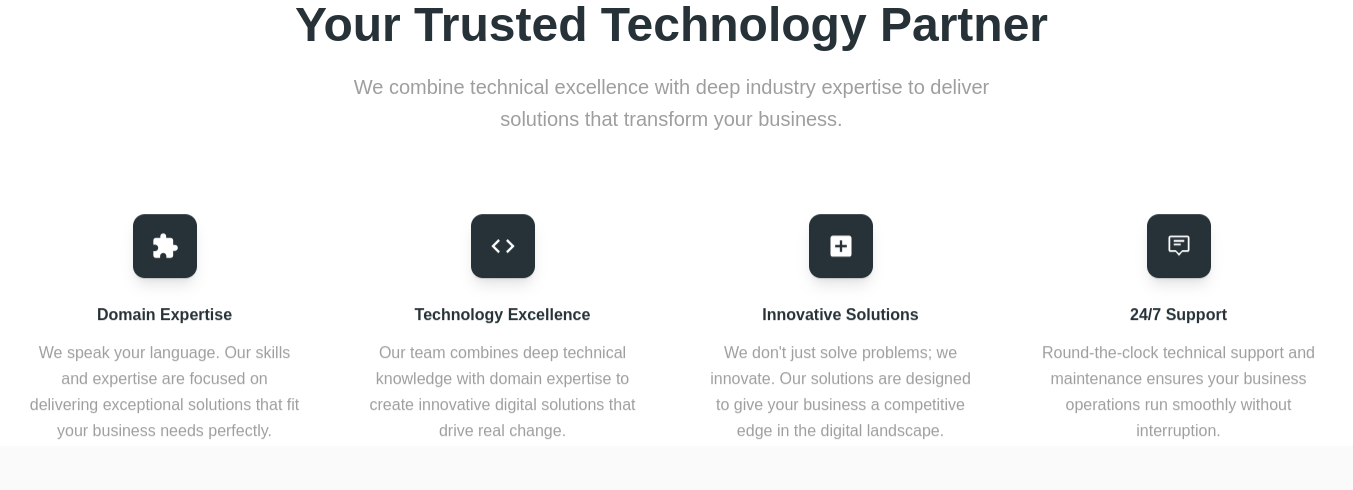 Your Trusted Technology Partner
We combine technical excellence with deep industry expertise to deliver
solutions that transform your business.
Domain Expertise
We speak your language. Our skills
and expertise are focused on
delivering exceptional solutions that fit
your business needs perfectly.
Technology Excellence
Our team combines deep technical
knowledge with domain expertise to
create innovative digital solutions that
drive real change.
Innovative Solutions
We don't just solve problems; we
innovate. Our solutions are designed
to give your business a competitive
edge in the digital landscape.
24/7 Support
Round-the-clock technical support and
maintenance ensures your business
operations run smoothly without
interruption.